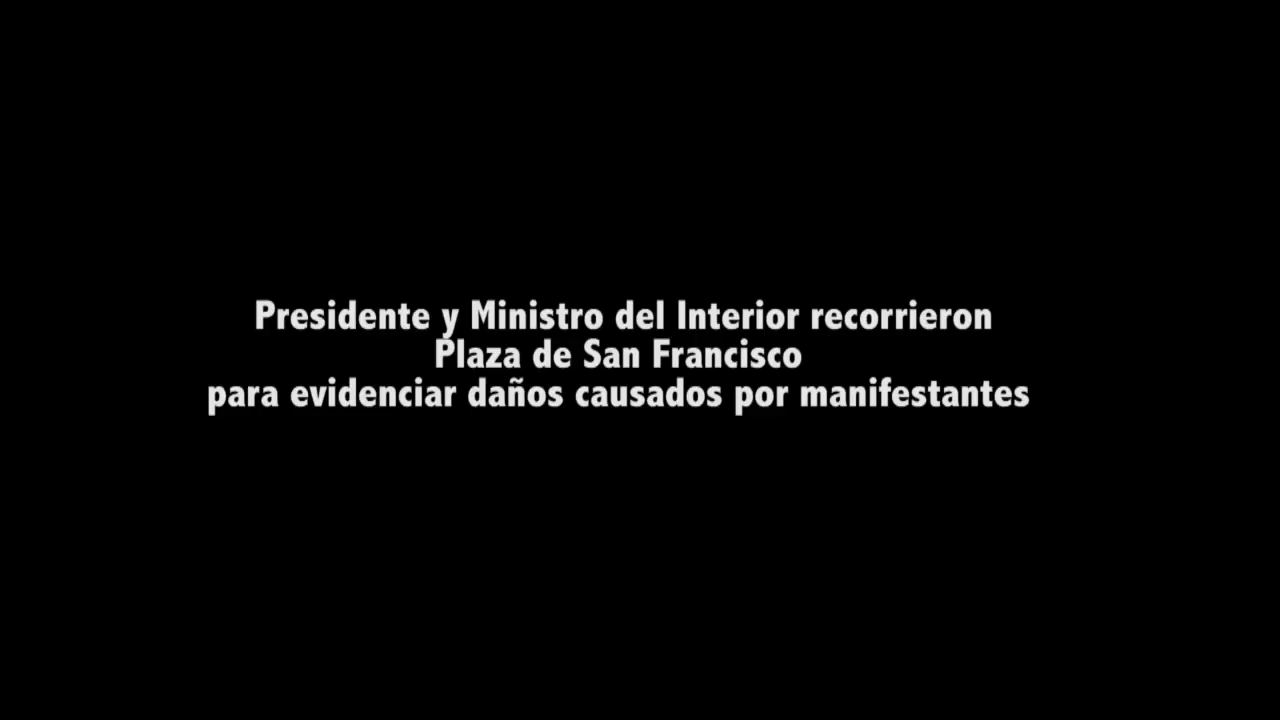 Presidente y Ministro del Interior recorrieron
Plaza de San Francisco
para evidenciar daños causados por manifestantes